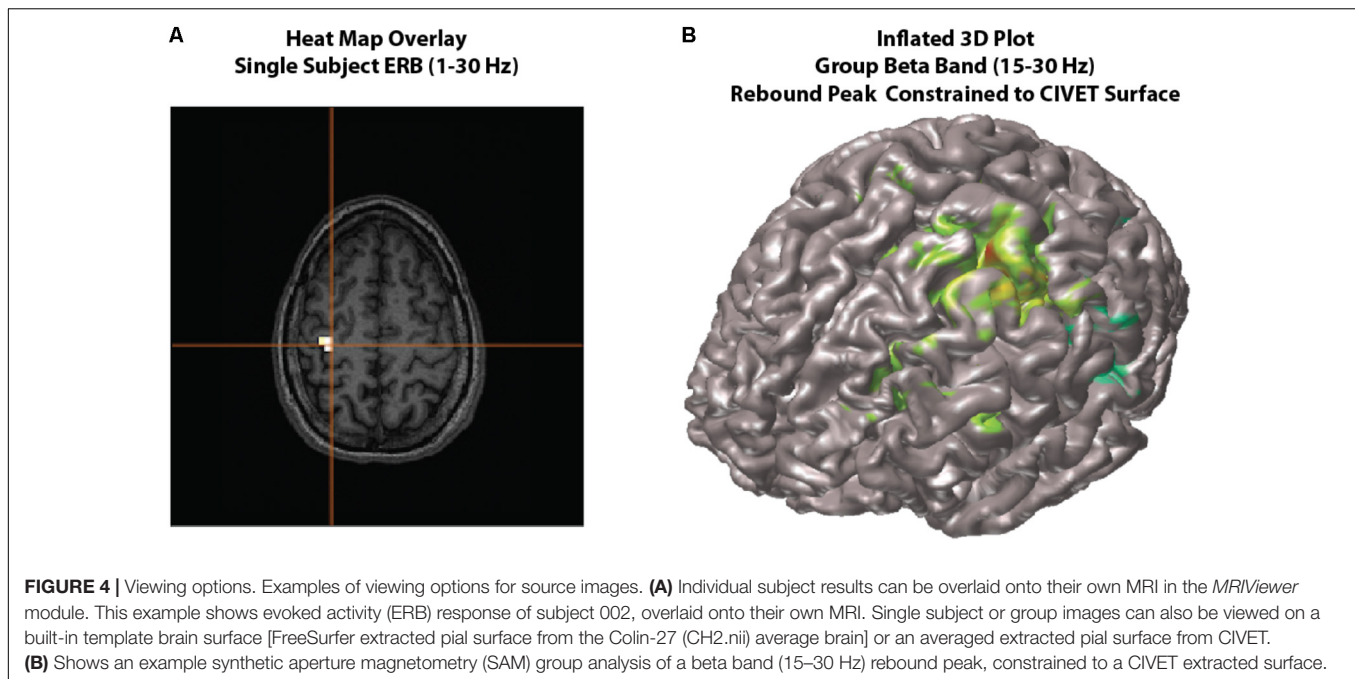 A
Heat Map Overlay
Single Subject ERB (1-30 Hz)
B
Inflated 3D Plot
Group Beta Band (15-30 Hz)
Rebound Peak Constrained to CIVET Surface
FIGURE 4 | Viewing options. Examples of viewing options for source images. (A) Individual subject results can be overlaid onto their own MRI in the MRIViewer
module. This example shows evoked activity (ERB) response of subject 002, overlaid onto their own MRI. Single subject or group images can also be viewed on a
built-in template brain surface [FreeSurfer extracted pial surface from the Colin-27 (CH2.nii) average brain] or an averaged extracted pial surface from CIVET.
(B) Shows an example synthetic aperture magnetometry (SAM) group analysis of a beta band (15–30 Hz) rebound peak, constrained to a CIVET extracted surface.